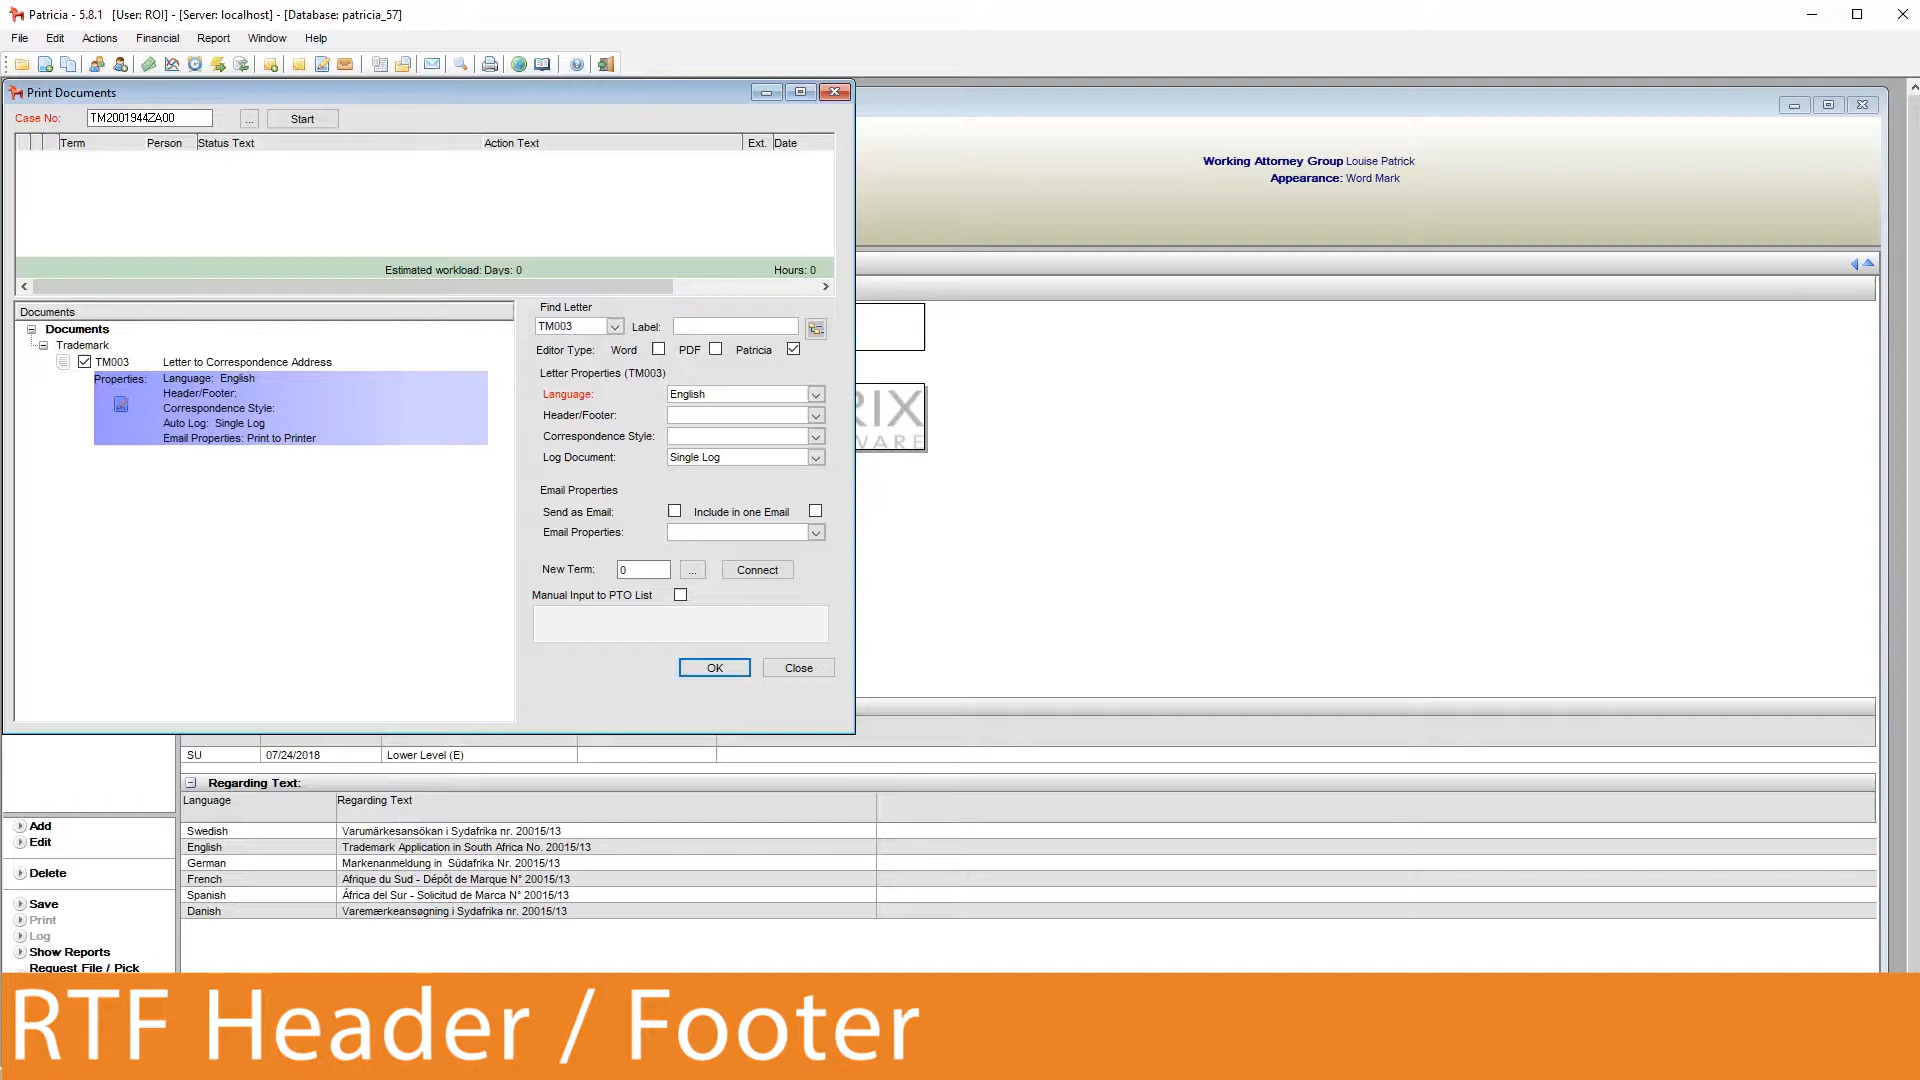 Patricia - 5.8.1 [User: ROI] - [Server: localhost] - [Database: patricia_57]
File Edit Actions Financial Report Window Help
Print Documents
Case No: TM2001944ZA00 ... Start
Term Person Status Text Action Text Ext. Date
Estimated workload: Days: 0 Hours: 0
Working Attorney Group Louise Patrick
Appearance: Word Mark
Documents
Documents
Trademark
TM003 Letter to Correspondence Address
Properties: Language: English
Header/Footer:
Correspondence Style:
Auto Log: Single Log
Email Properties: Print to Printer
Find Letter
TM003 Label:
Editor Type: Word PDF Patricia
Letter Properties (TM003)
Language: English
Header/Footer:
Correspondence Style:
Log Document: Single Log
Email Properties
Send as Email: Include in one Email
Email Properties:
New Term: 0 ... Connect
Manual Input to PTO List
OK Close
RIX
WARE
SU 07/24/2018 Lower Level (E)
Regarding Text:
Language Regarding Text
Swedish Varumärkesansökan i Sydafrika nr. 20015/13
English Trademark Application in South Africa No. 20015/13
German Markenanmeldung in Südafrika Nr. 20015/13
French Afrique du Sud - Dépôt de Marque N° 20015/13
Spanish África del Sur - Solicitud de Marca N° 20015/13
Danish Varemærkeansøgning i Sydafrika nr. 20015/13
Add
Edit
Delete
Save
Print
Log
Show Reports
Request File / Pick
RTF Header / Footer